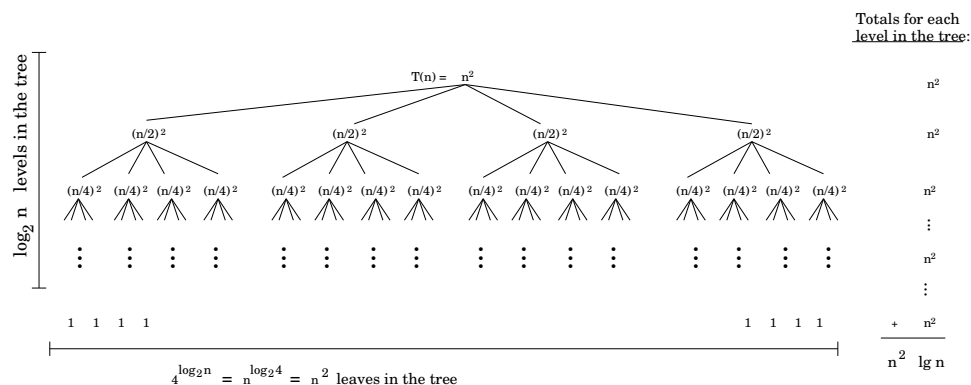 Totals for each
level in the tree:
log₂ n levels in the tree
T(n) = n² n²
(n/2)² (n/2)² (n/2)² (n/2)² n²
(n/4)² (n/4)² (n/4)² (n/4)² (n/4)² (n/4)² (n/4)² (n/4)² (n/4)² (n/4)² (n/4)² (n/4)² (n/4)² (n/4)² (n/4)² (n/4)² n²
n²
1 1 1 1 1 1 1 1 + n²
n² lg n
4^log₂n = n^log₂4 = n² leaves in the tree